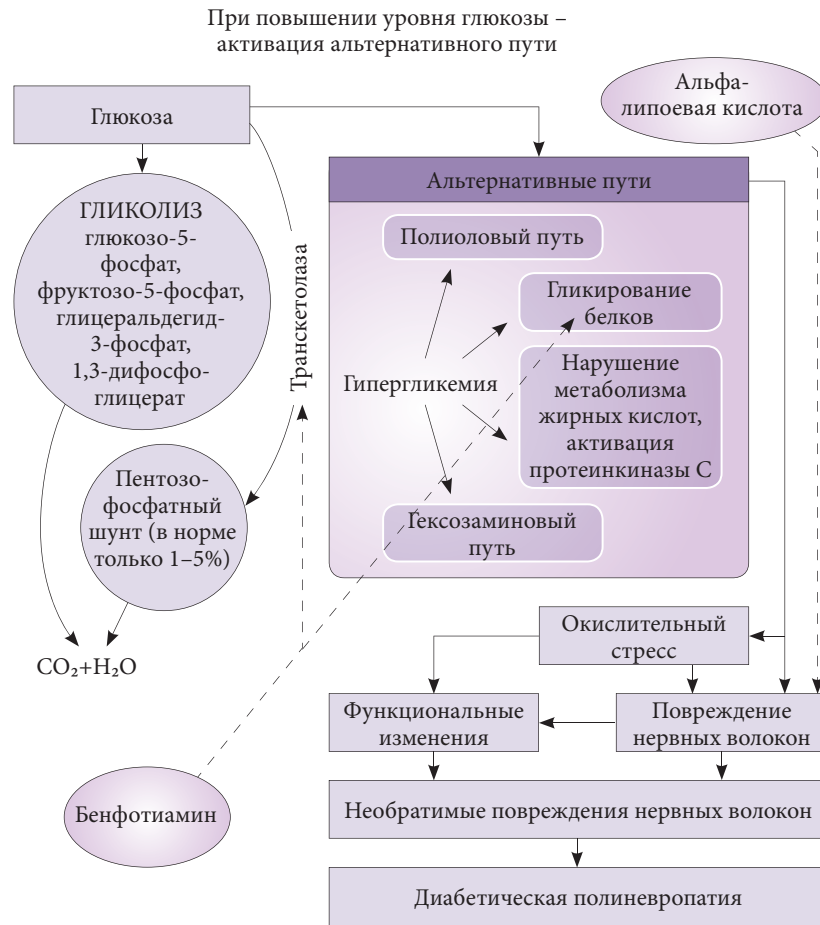 При повышении уровня глюкозы –
активация альтернативного пути
Глюкоза
Альфа-
липоевая кислота
ГЛИКОЛИЗ
глюкозо-5-
фосфат,
фруктозо-5-фосфат,
глицеральдегид-
3-фосфат,
1,3-дифосфо-
глицерат
Транскетолаза
Альтернативные пути
Полиоловый путь
Гликирование
белков
Гипергликемия
Нарушение
метаболизма
жирных кислот,
активация
протеинкиназы С
Гексозаминовый
путь
Пентозо-
фосфатный
шунт (в норме
только 1–5%)
CO₂+H₂O
Окислительный
стресс
Функциональные
изменения
Повреждение
нервных волокон
Бенфотиамин
Необратимые повреждения нервных волокон
Диабетическая полиневропатия